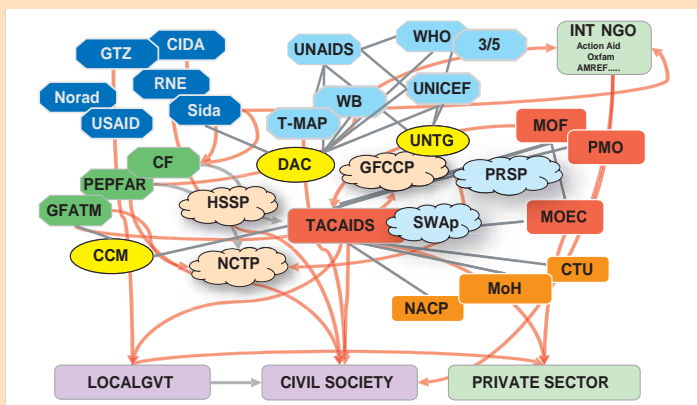 GTZ
CIDA
UNAIDS
WHO
3/5
INT NGO
Action Aid
Oxfam
AMREF.....
Norad
RNE
USAID
Sida
WB
UNICEF
T-MAP
UNTG
MOF
PMO
CF
DAC
GFCCP
PRSP
PEPFAR
HSSP
GFATM
TACAIDS
SWAp
MOEC
CCM
NCTP
CTU
MoH
NACP
LOCALGVT
CIVIL SOCIETY
PRIVATE SECTOR